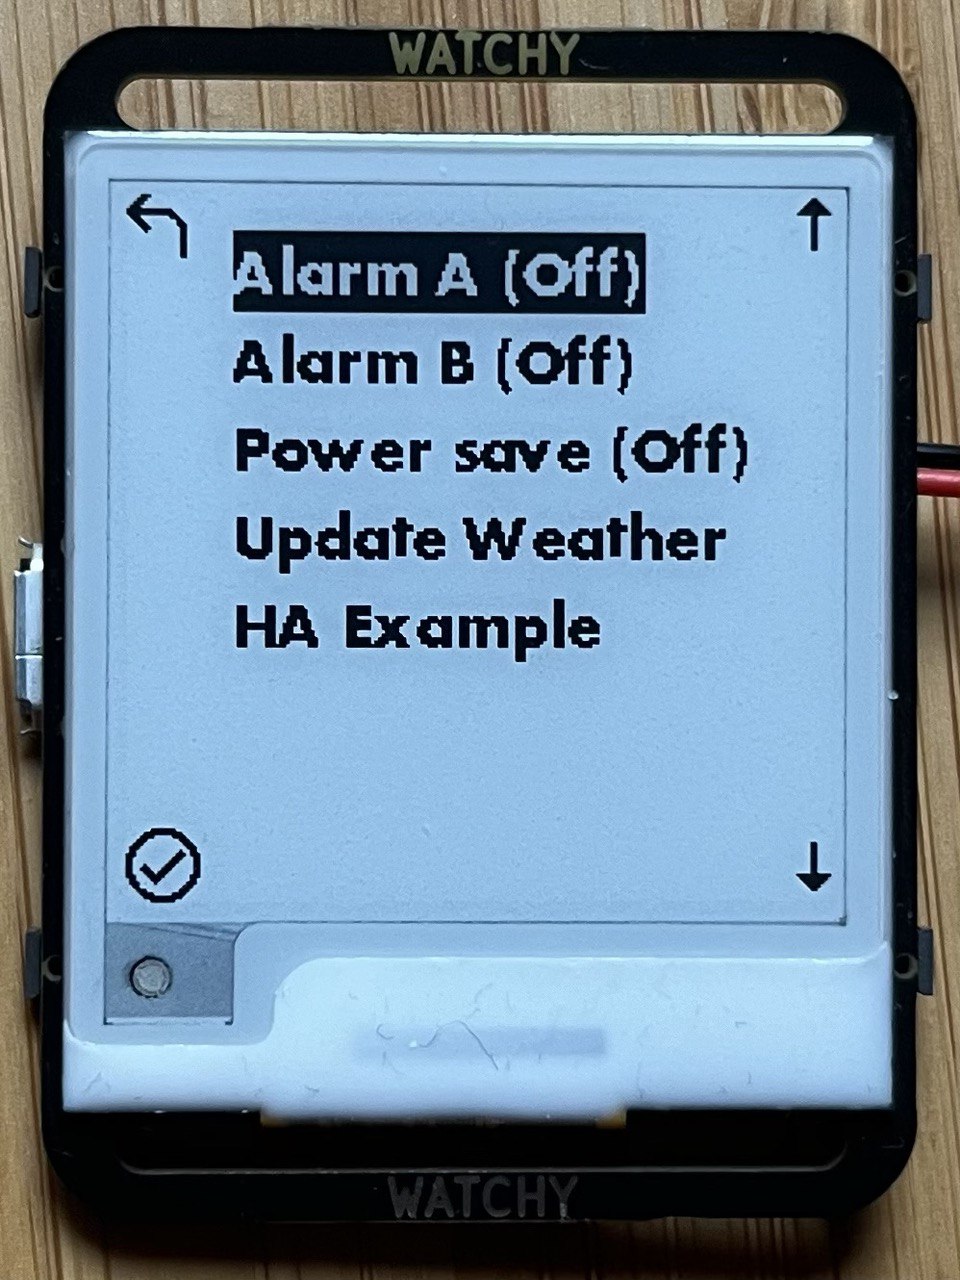 WATCHY
Alarm A (Off)
Alarm B (Off)
Power save (Off)
Update Weather
HA Example
WATCHY